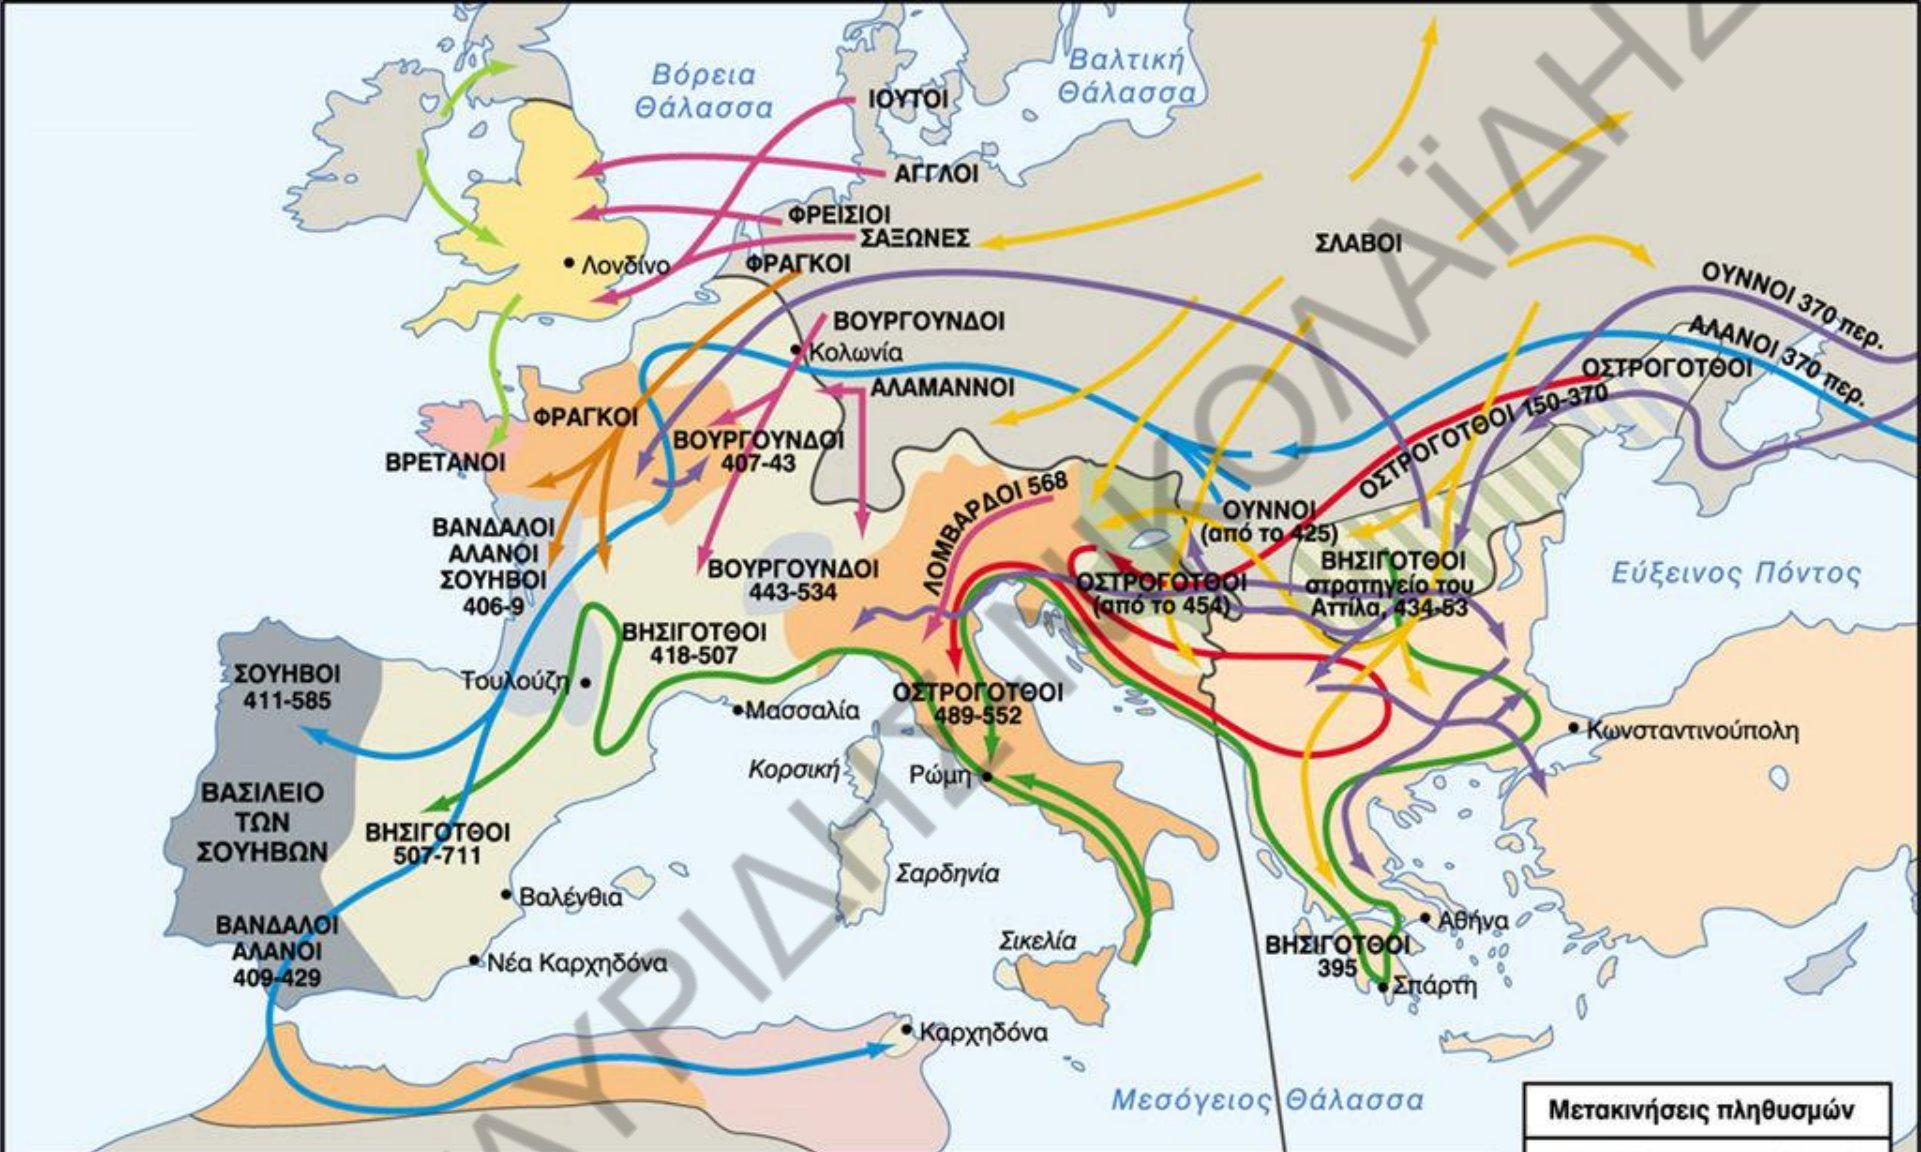 Βόρεια
Θάλασσα
Βαλτική
Θάλασσα
ΙΟΥΤΟΙ
ΑΓΓΛΟΙ
ΦΡΕΙΣΙΟΙ
ΣΑΞΩΝΕΣ
ΣΛΑΒΟΙ
Λονδίνο
ΦΡΑΓΚΟΙ
ΟΥΝΝΟΙ 370 περ.
ΒΟΥΡΓΟΥΝΔΟΙ
Κολωνία
ΑΛΑΝΟΙ 370 περ.
ΟΣΤΡΟΓΟΤΘΟΙ
ΑΛΑΜΑΝΝΟΙ
ΟΣΤΡΟΓΟΤΘΟΙ 150-370
ΦΡΑΓΚΟΙ
ΒΡΕΤΑΝΟΙ
ΒΟΥΡΓΟΥΝΔΟΙ
407-43
ΛΟΜΒΑΡΔΟΙ 568
ΟΥΝΝΟΙ
(από το 425)
ΒΑΝΔΑΛΟΙ
ΑΛΑΝΟΙ
ΣΟΥΗΒΟΙ
406-9
ΒΟΥΡΓΟΥΝΔΟΙ
443-534
ΟΣΤΡΟΓΟΤΘΟΙ
(από το 454)
ΒΗΣΙΓΟΤΘΟΙ
στρατηγείο του
Αττίλα, 434-53
Εύξεινος Πόντος
ΒΗΣΙΓΟΤΘΟΙ
418-507
ΣΟΥΗΒΟΙ
411-585
Τουλούζη
Μασσαλία
ΟΣΤΡΟΓΟΤΘΟΙ
489-552
Κωνσταντινούπολη
Κορσική
Ρώμη
ΒΑΣΙΛΕΙΟ
ΤΩΝ
ΣΟΥΗΒΩΝ
ΒΗΣΙΓΟΤΘΟΙ
507-711
Σαρδηνία
Βαλένθια
ΒΑΝΔΑΛΟΙ
ΑΛΑΝΟΙ
409-429
Νέα Καρχηδόνα
Σικελία
Αθήνα
ΒΗΣΙΓΟΤΘΟΙ
395
Σπάρτη
Καρχηδόνα
Μεσόγειος Θάλασσα
Μετακινήσεις πληθυσμών